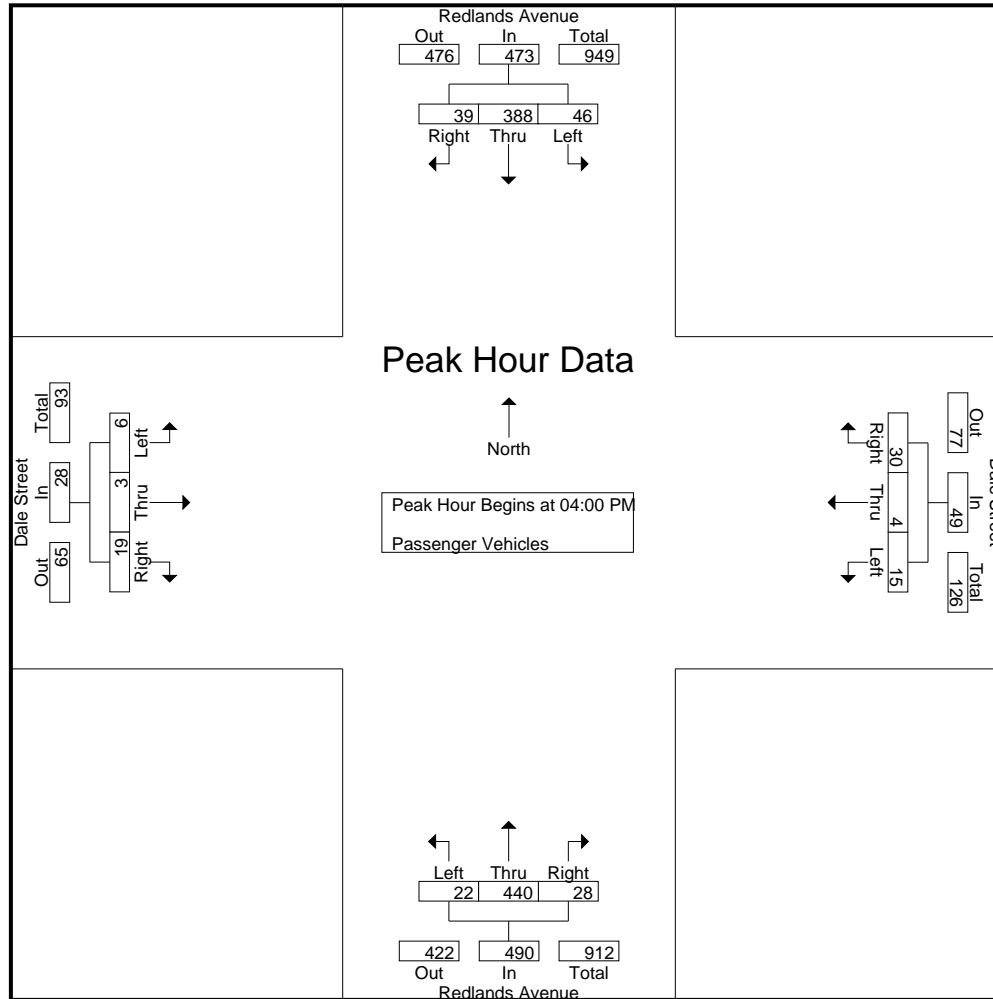 Redlands Avenue
Out In Total
476 473 949
39 388 46
Right Thru Left
Peak Hour Data
North
Peak Hour Begins at 04:00 PM
Passenger Vehicles
Dale Street
Total In Out
93 28 65
6 3 19
Left Thru Right
Right Thru Left
30 4 15
77 49 126
Out In Total
Left Thru Right
22 440 28
422 490 912
Out In Total
Redlands Avenue